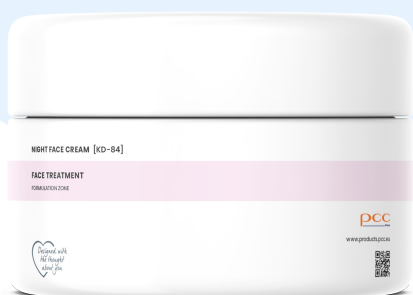 NIGHT FACE CREAM [KD-84]
FACE TREATMENT
FORMULATION ZONE
pcc
www.products.pcc.eu
Designed with
the thought
about you